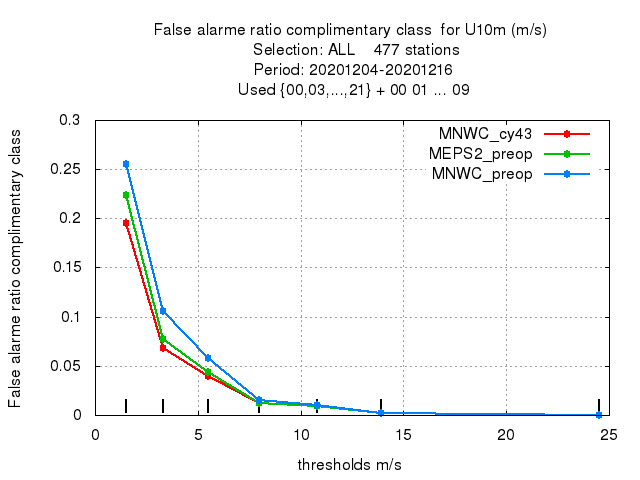 False alarme ratio complimentary class  for U10m (m/s)
Selection: ALL    477 stations
Period: 20201204-20201216
Used {00,03,...,21} + 00 01 ... 09
MNWC_cy43
MEPS2_preop
MNWC_preop
False alarme ratio complimentary class
0.3
0.25
0.2
0.15
0.1
0.05
0
0 5 10 15 20 25
thresholds m/s